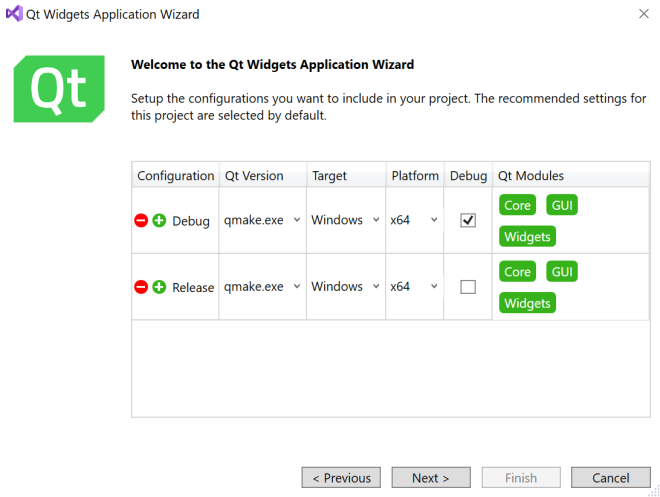 Qt Widgets Application Wizard
Qt
Welcome to the Qt Widgets Application Wizard
Setup the configurations you want to include in your project. The recommended settings for
this project are selected by default.
Configuration Qt Version Target Platform Debug Qt Modules
Debug qmake.exe Windows x64 Core GUI
Widgets
Release qmake.exe Windows x64 Core GUI
Widgets
< Previous Next > Finish Cancel